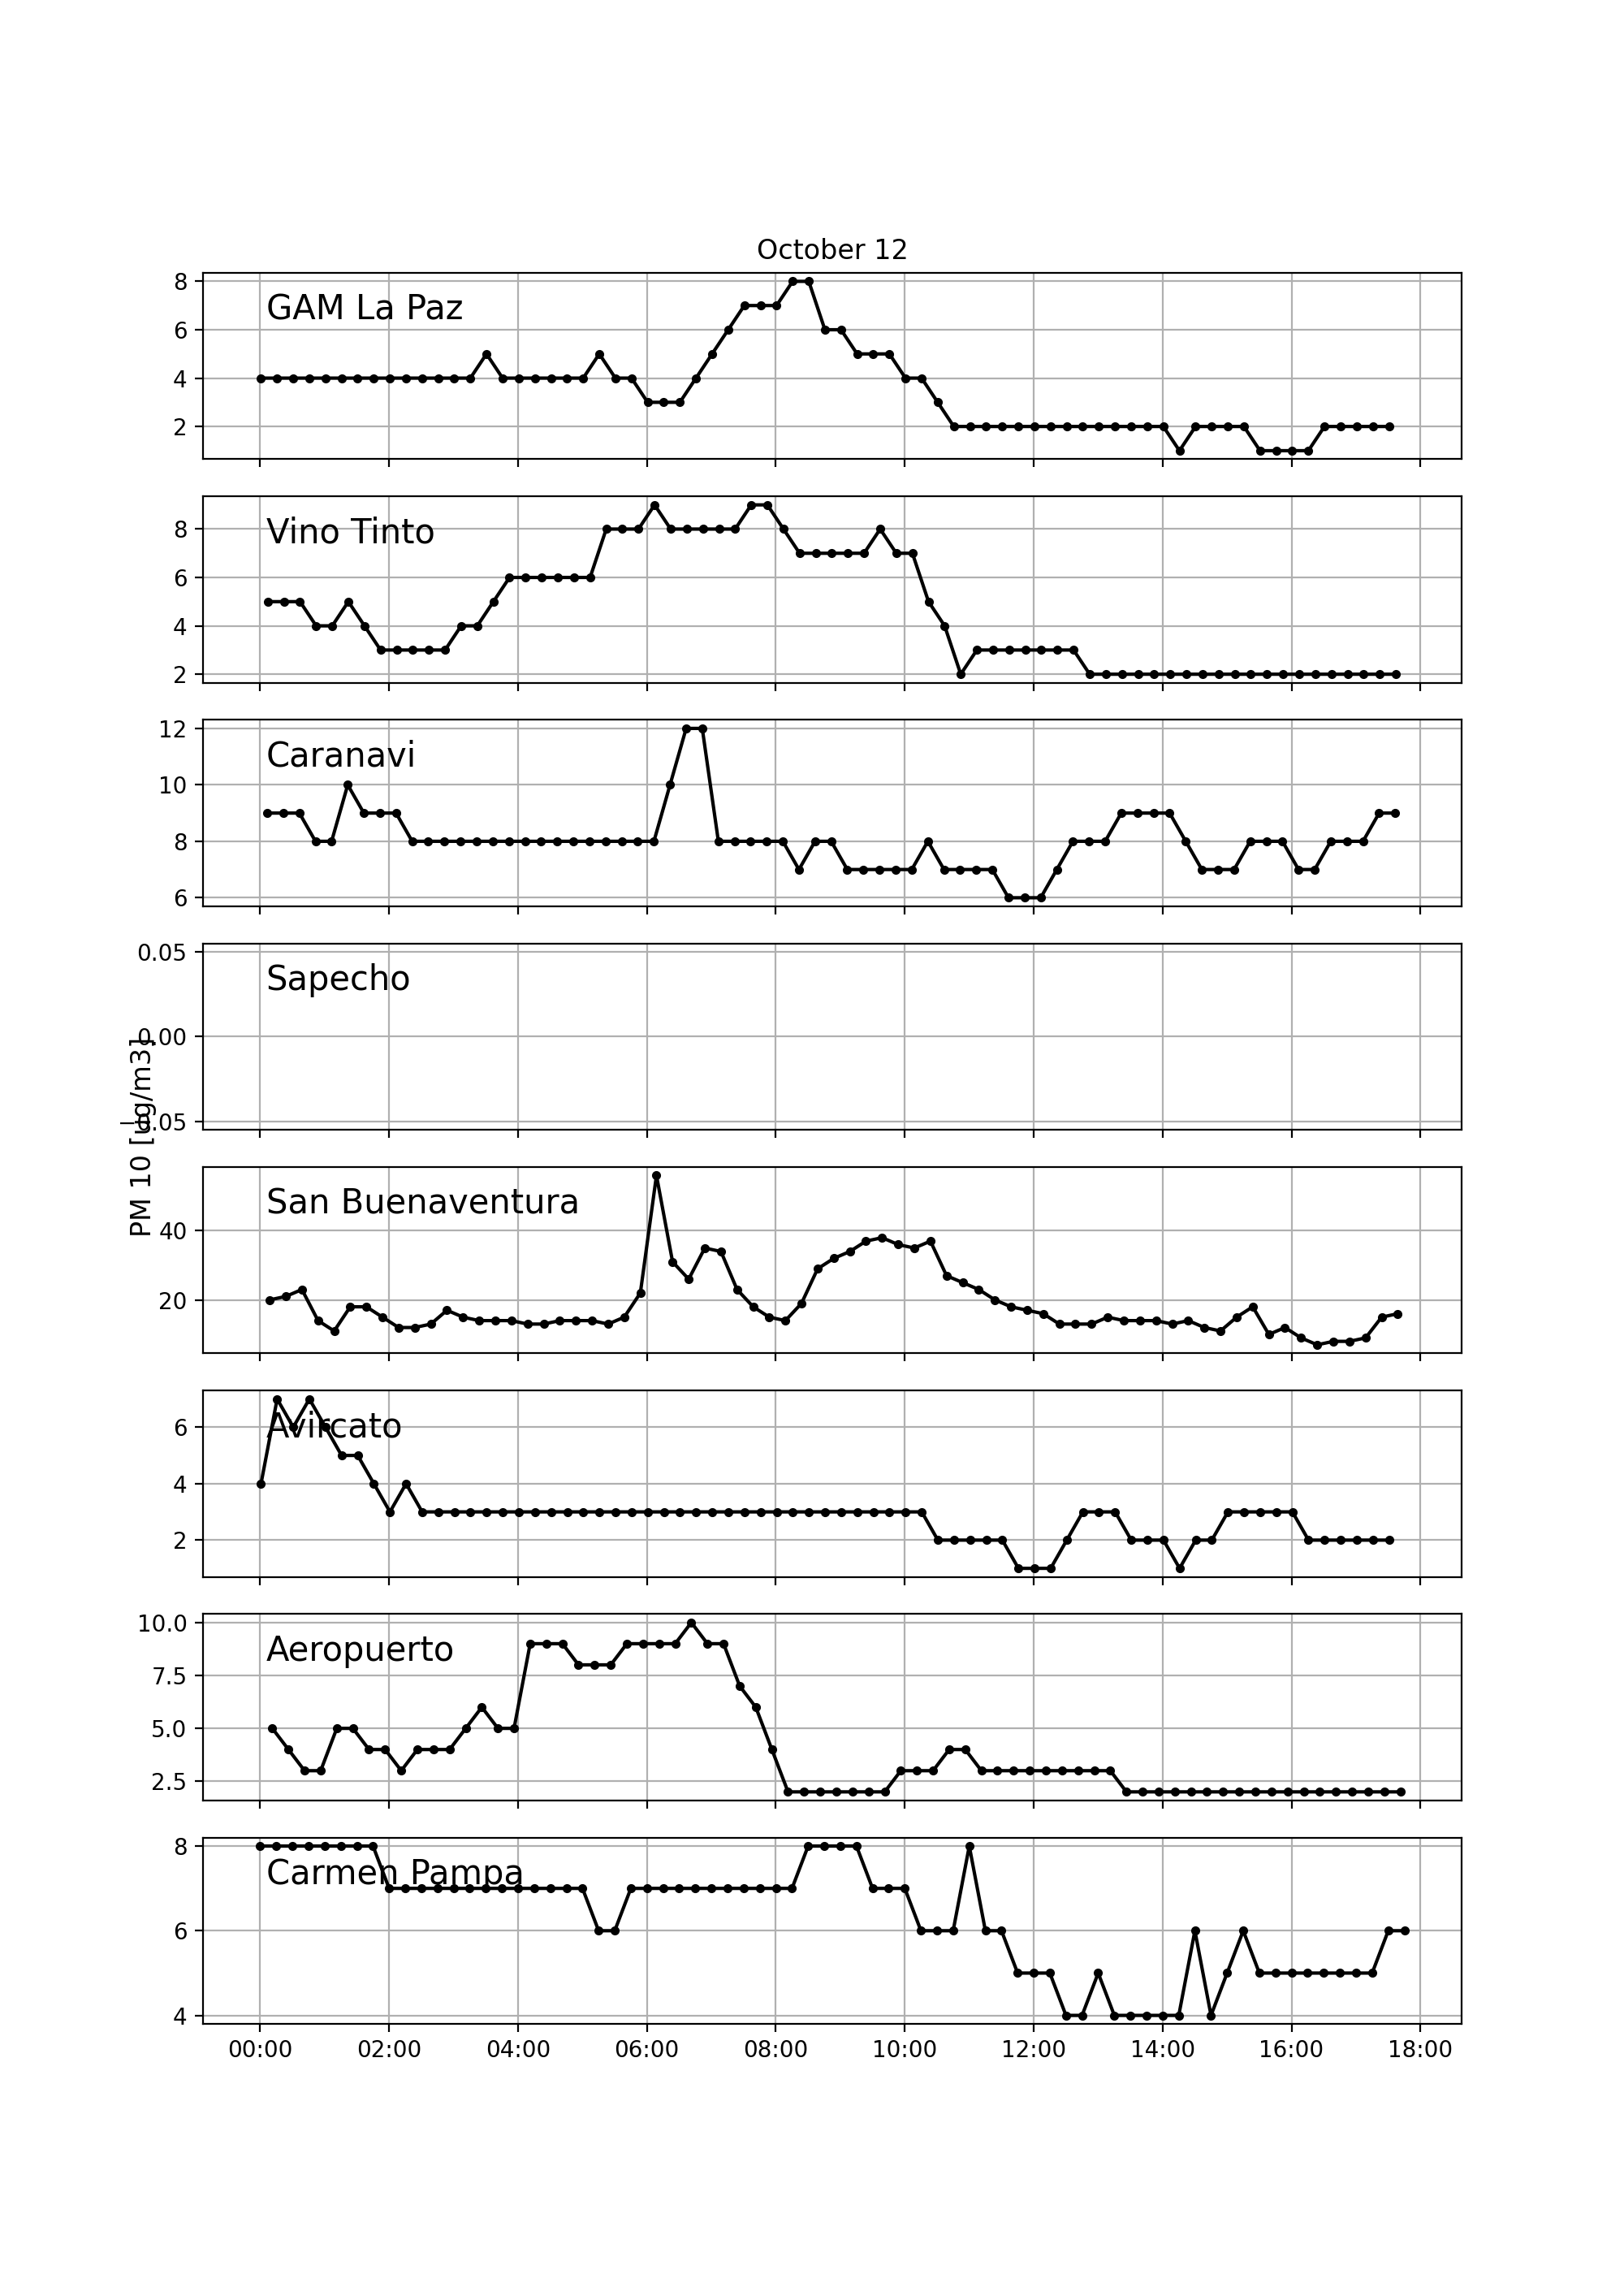 October 12
8
6
4
2
GAM La Paz
8
6
4
2
Vino Tinto
12
10
8
6
Caranavi
0.05
0.00
−0.05
Sapecho
PM 10 [ug/m3]
40
20
San Buenaventura
6
4
2
Avircato
10.0
7.5
5.0
2.5
Aeropuerto
8
6
4
Carmen Pampa
00:00 02:00 04:00 06:00 08:00 10:00 12:00 14:00 16:00 18:00